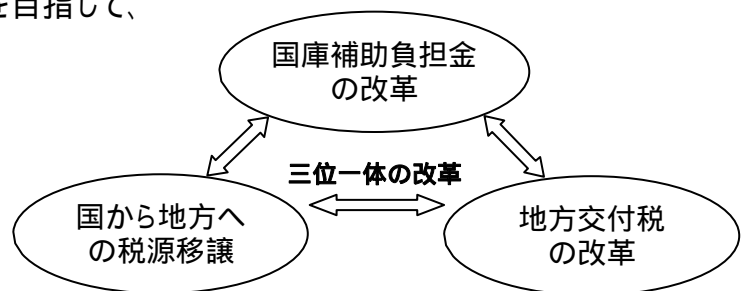 を目指して、
国庫補助負担金
の改革
三位一体の改革
国から地方へ
の税源移譲
地方交付税
の改革